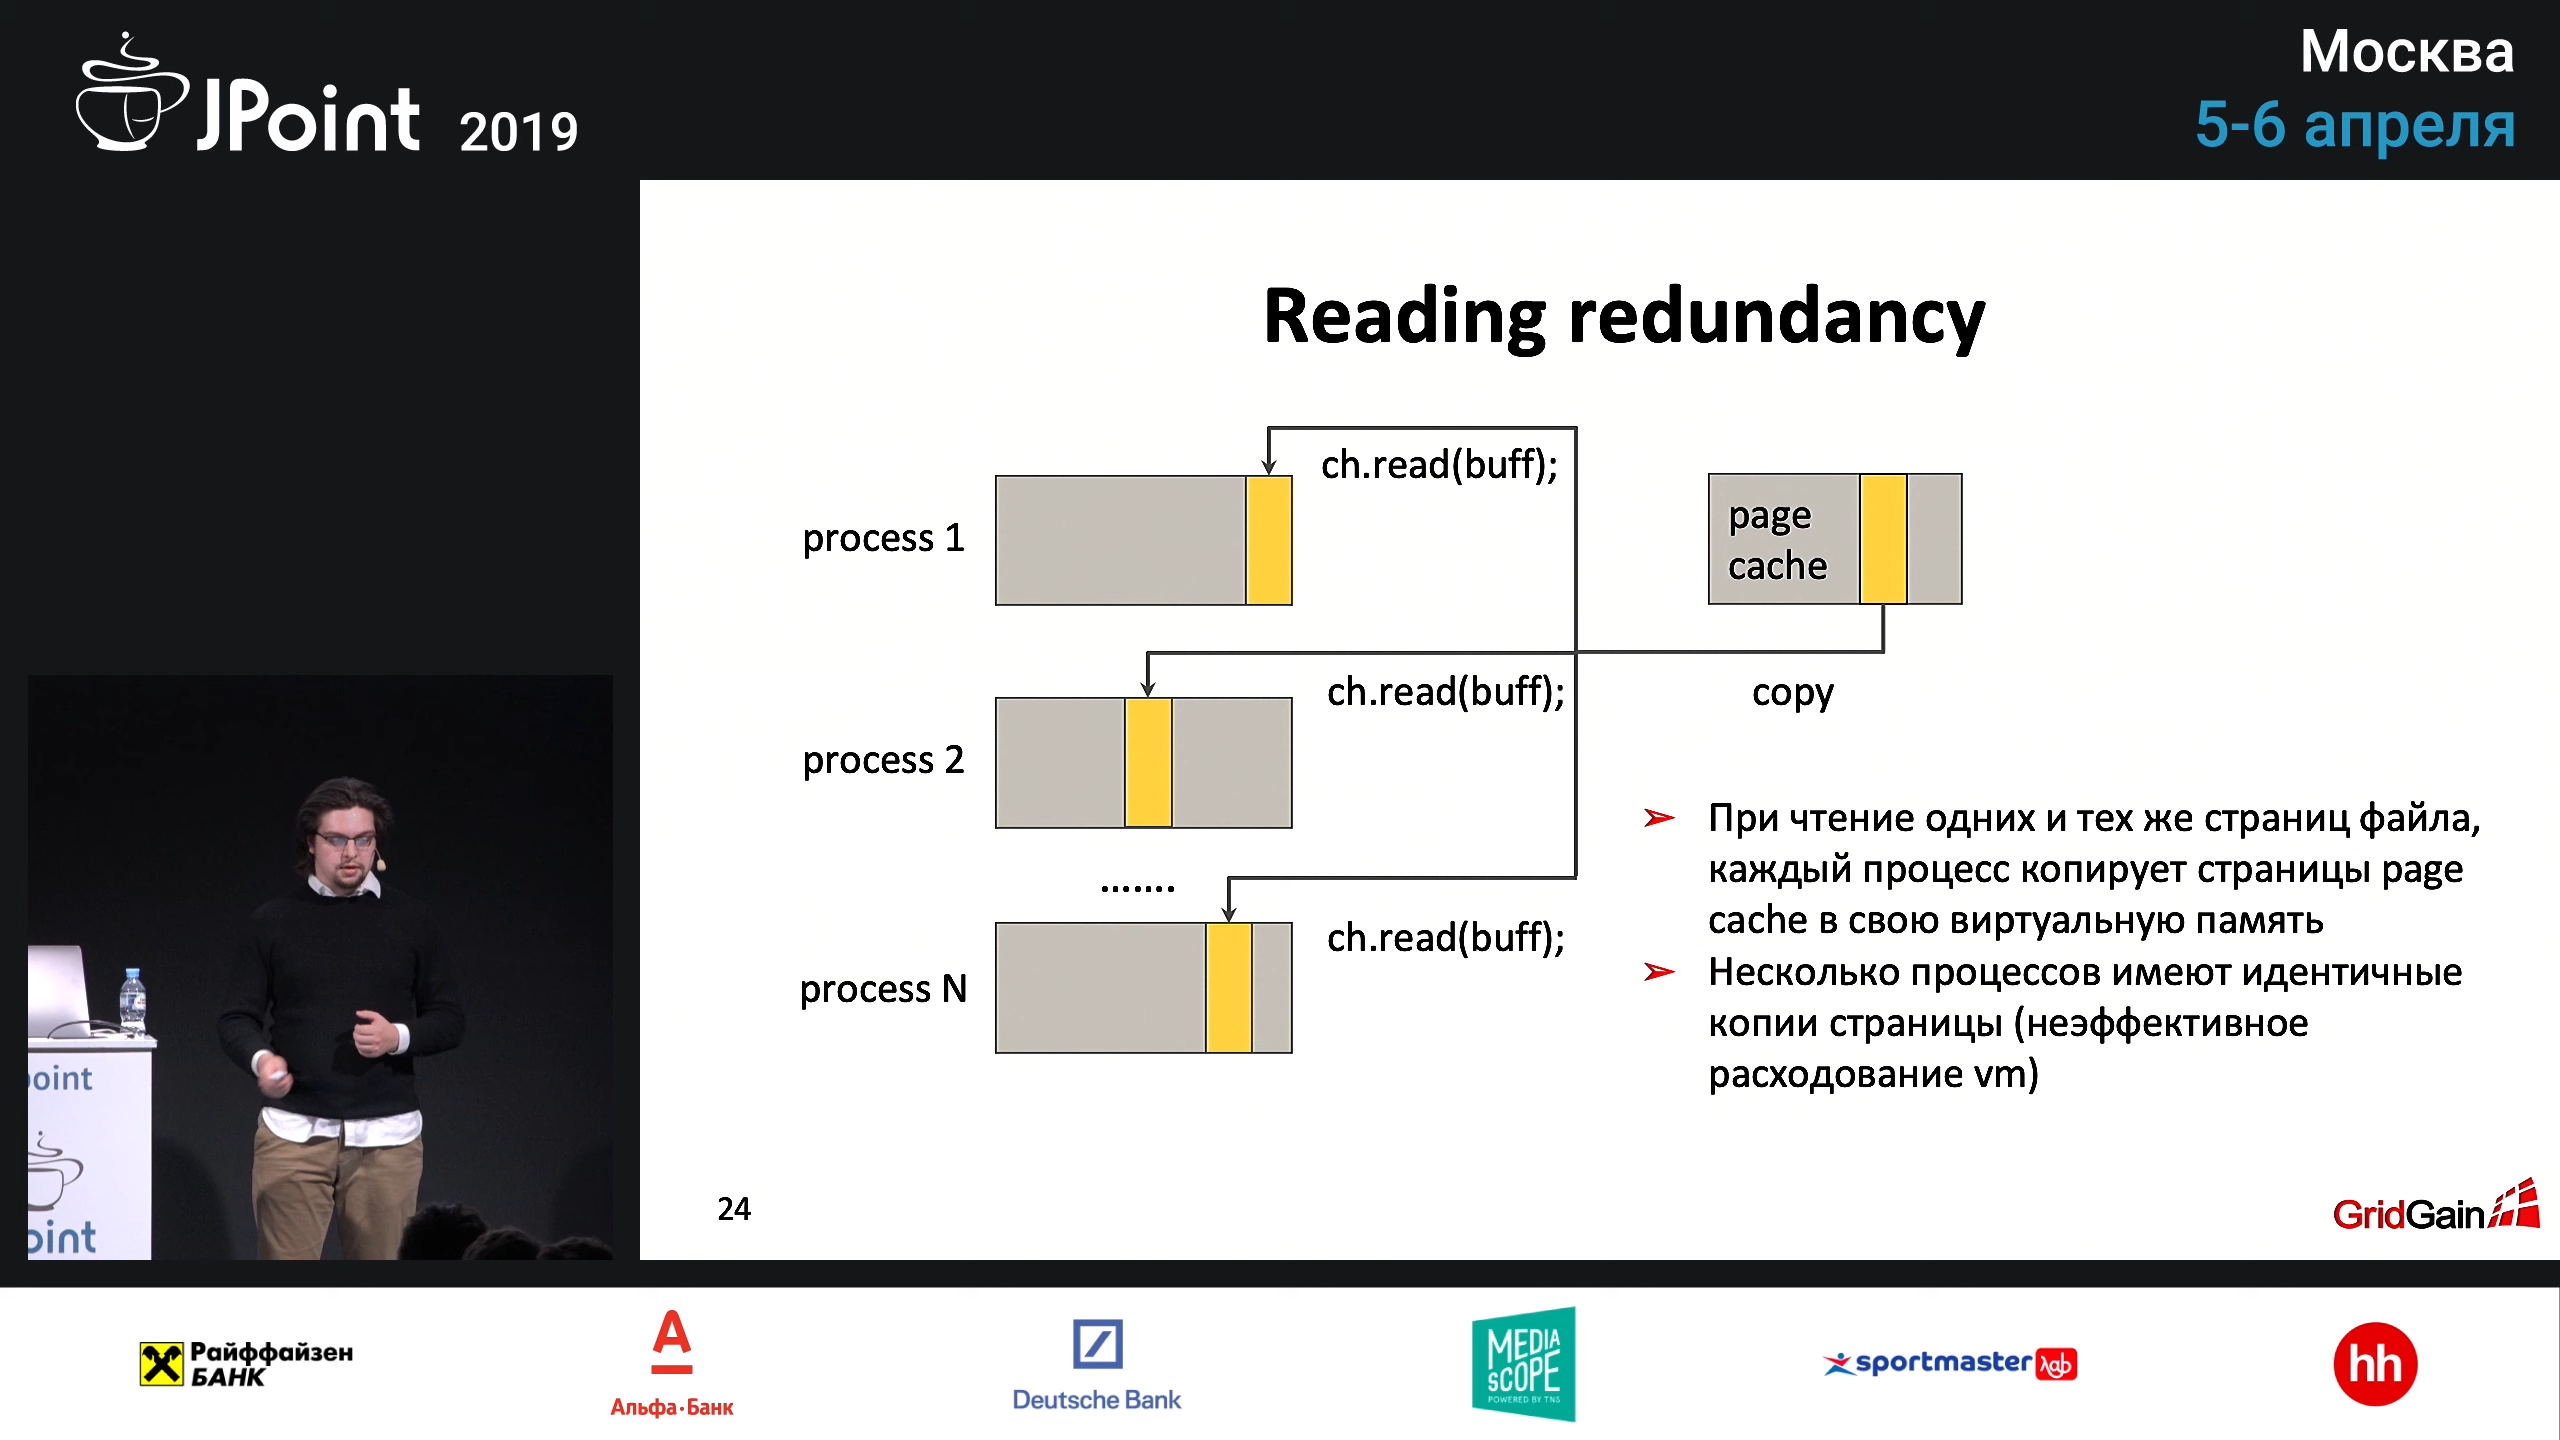 JPoint 2019
Москва
5-6 апреля
Reading redundancy
ch.read(buff);
process 1
page
cache
ch.read(buff);
copy
process 2
.......
ch.read(buff);
process N
➢ При чтение одних и тех же страниц файла,
каждый процесс копирует страницы page
cache в свою виртуальную память
➢ Несколько процессов имеют идентичные
копии страницы (неэффективное
расходование vm)
24
GridGain
point
point
Райффайзен
БАНК
Альфа·Банк
Deutsche Bank
MEDIA
SCOPE
POWERED BY TNS
sportmaster лаб
hh